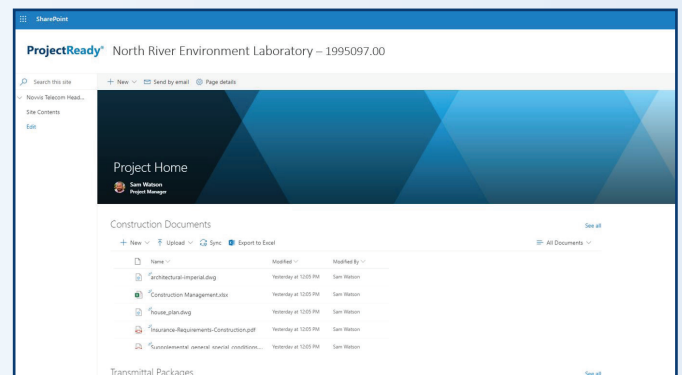 SharePoint
ProjectReady® North River Environment Laboratory – 1995097.00
Search this site
+ New Send by email Page details
Novvis Telecom Head...
Site Contents
Edit
Project Home
Sam Watson
Project Manager
Construction Documents See all
+ New Upload Sync Export to Excel All Documents
Name Modified Modified By
architectural-imperial.dwg Yesterday at 12:05 PM Sam Watson
Construction Management.xlsx Yesterday at 12:05 PM Sam Watson
house_plan.dwg Yesterday at 12:05 PM Sam Watson
Insurance-Requirements-Construction.pdf Yesterday at 12:05 PM Sam Watson
Supplemental_general_special_conditions... Yesterday at 12:05 PM Sam Watson
Transmittal Packages See all